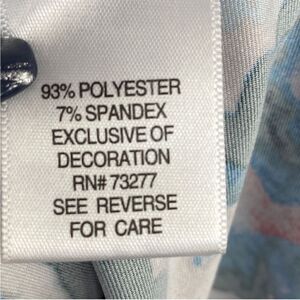 93% POLYESTER
7% SPANDEX
EXCLUSIVE OF
DECORATION
RN# 73277
SEE REVERSE
FOR CARE